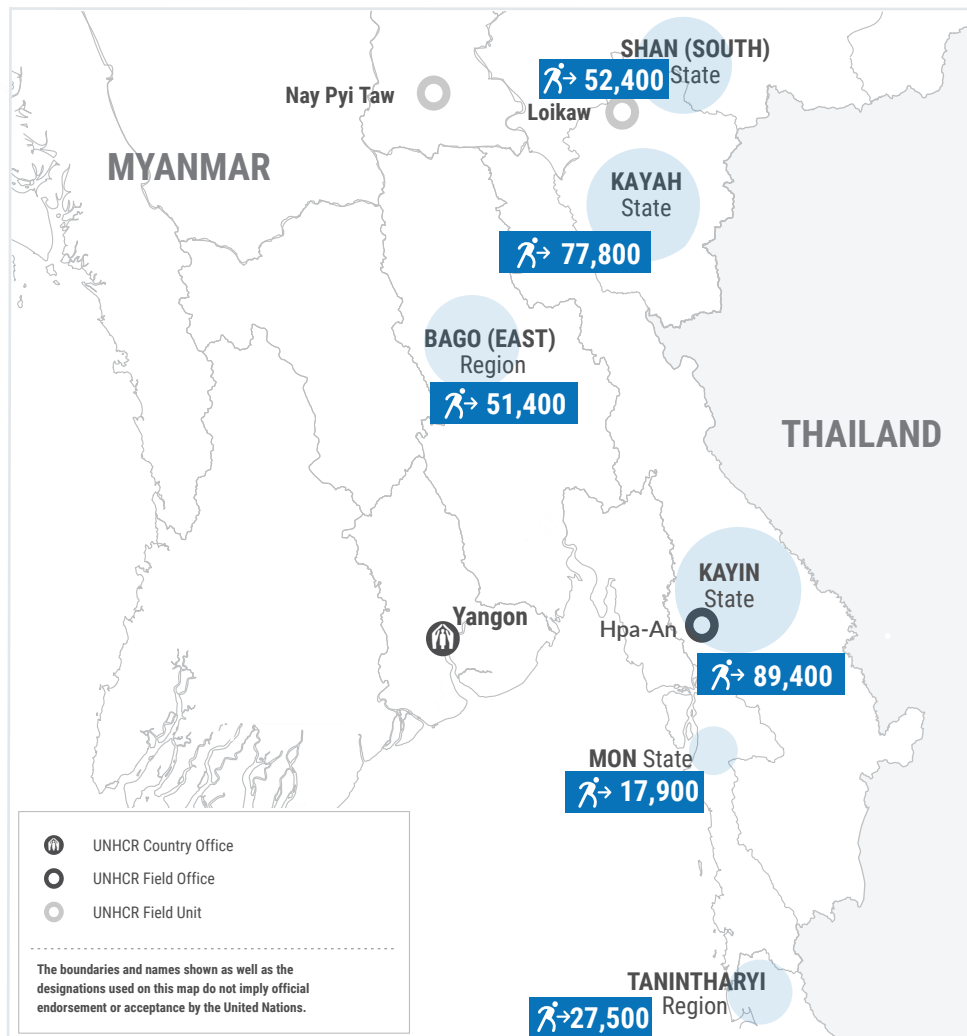 SHAN (SOUTH)
State
52,400
Nay Pyi Taw
Loikaw
MYANMAR
KAYAH
State
77,800
BAGO (EAST)
Region
51,400
THAILAND
KAYIN
State
Yangon
Hpa-An
89,400
MON State
17,900
UNHCR Country Office
UNHCR Field Office
UNHCR Field Unit
The boundaries and names shown as well as the
designations used on this map do not imply official
endorsement or acceptance by the United Nations.
TANINTHARYI
Region
27,500